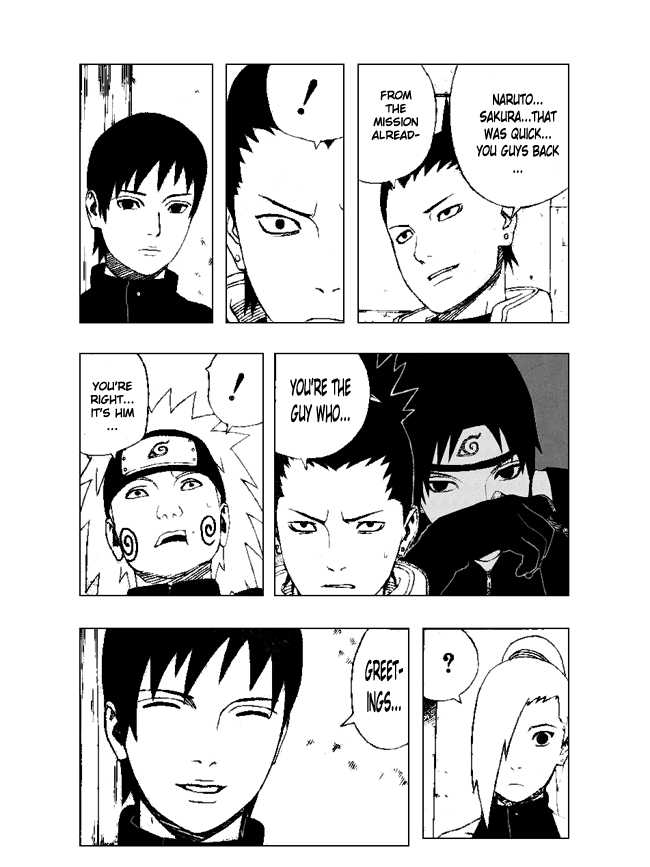 NARUTO...
SAKURA...THAT
WAS QUICK...
YOU GUYS BACK
...
FROM
THE
MISSION
ALREAD-
!
YOU'RE THE
GUY WHO...
!
YOU'RE
RIGHT...
IT'S HIM
...
?
GREET-
INGS...